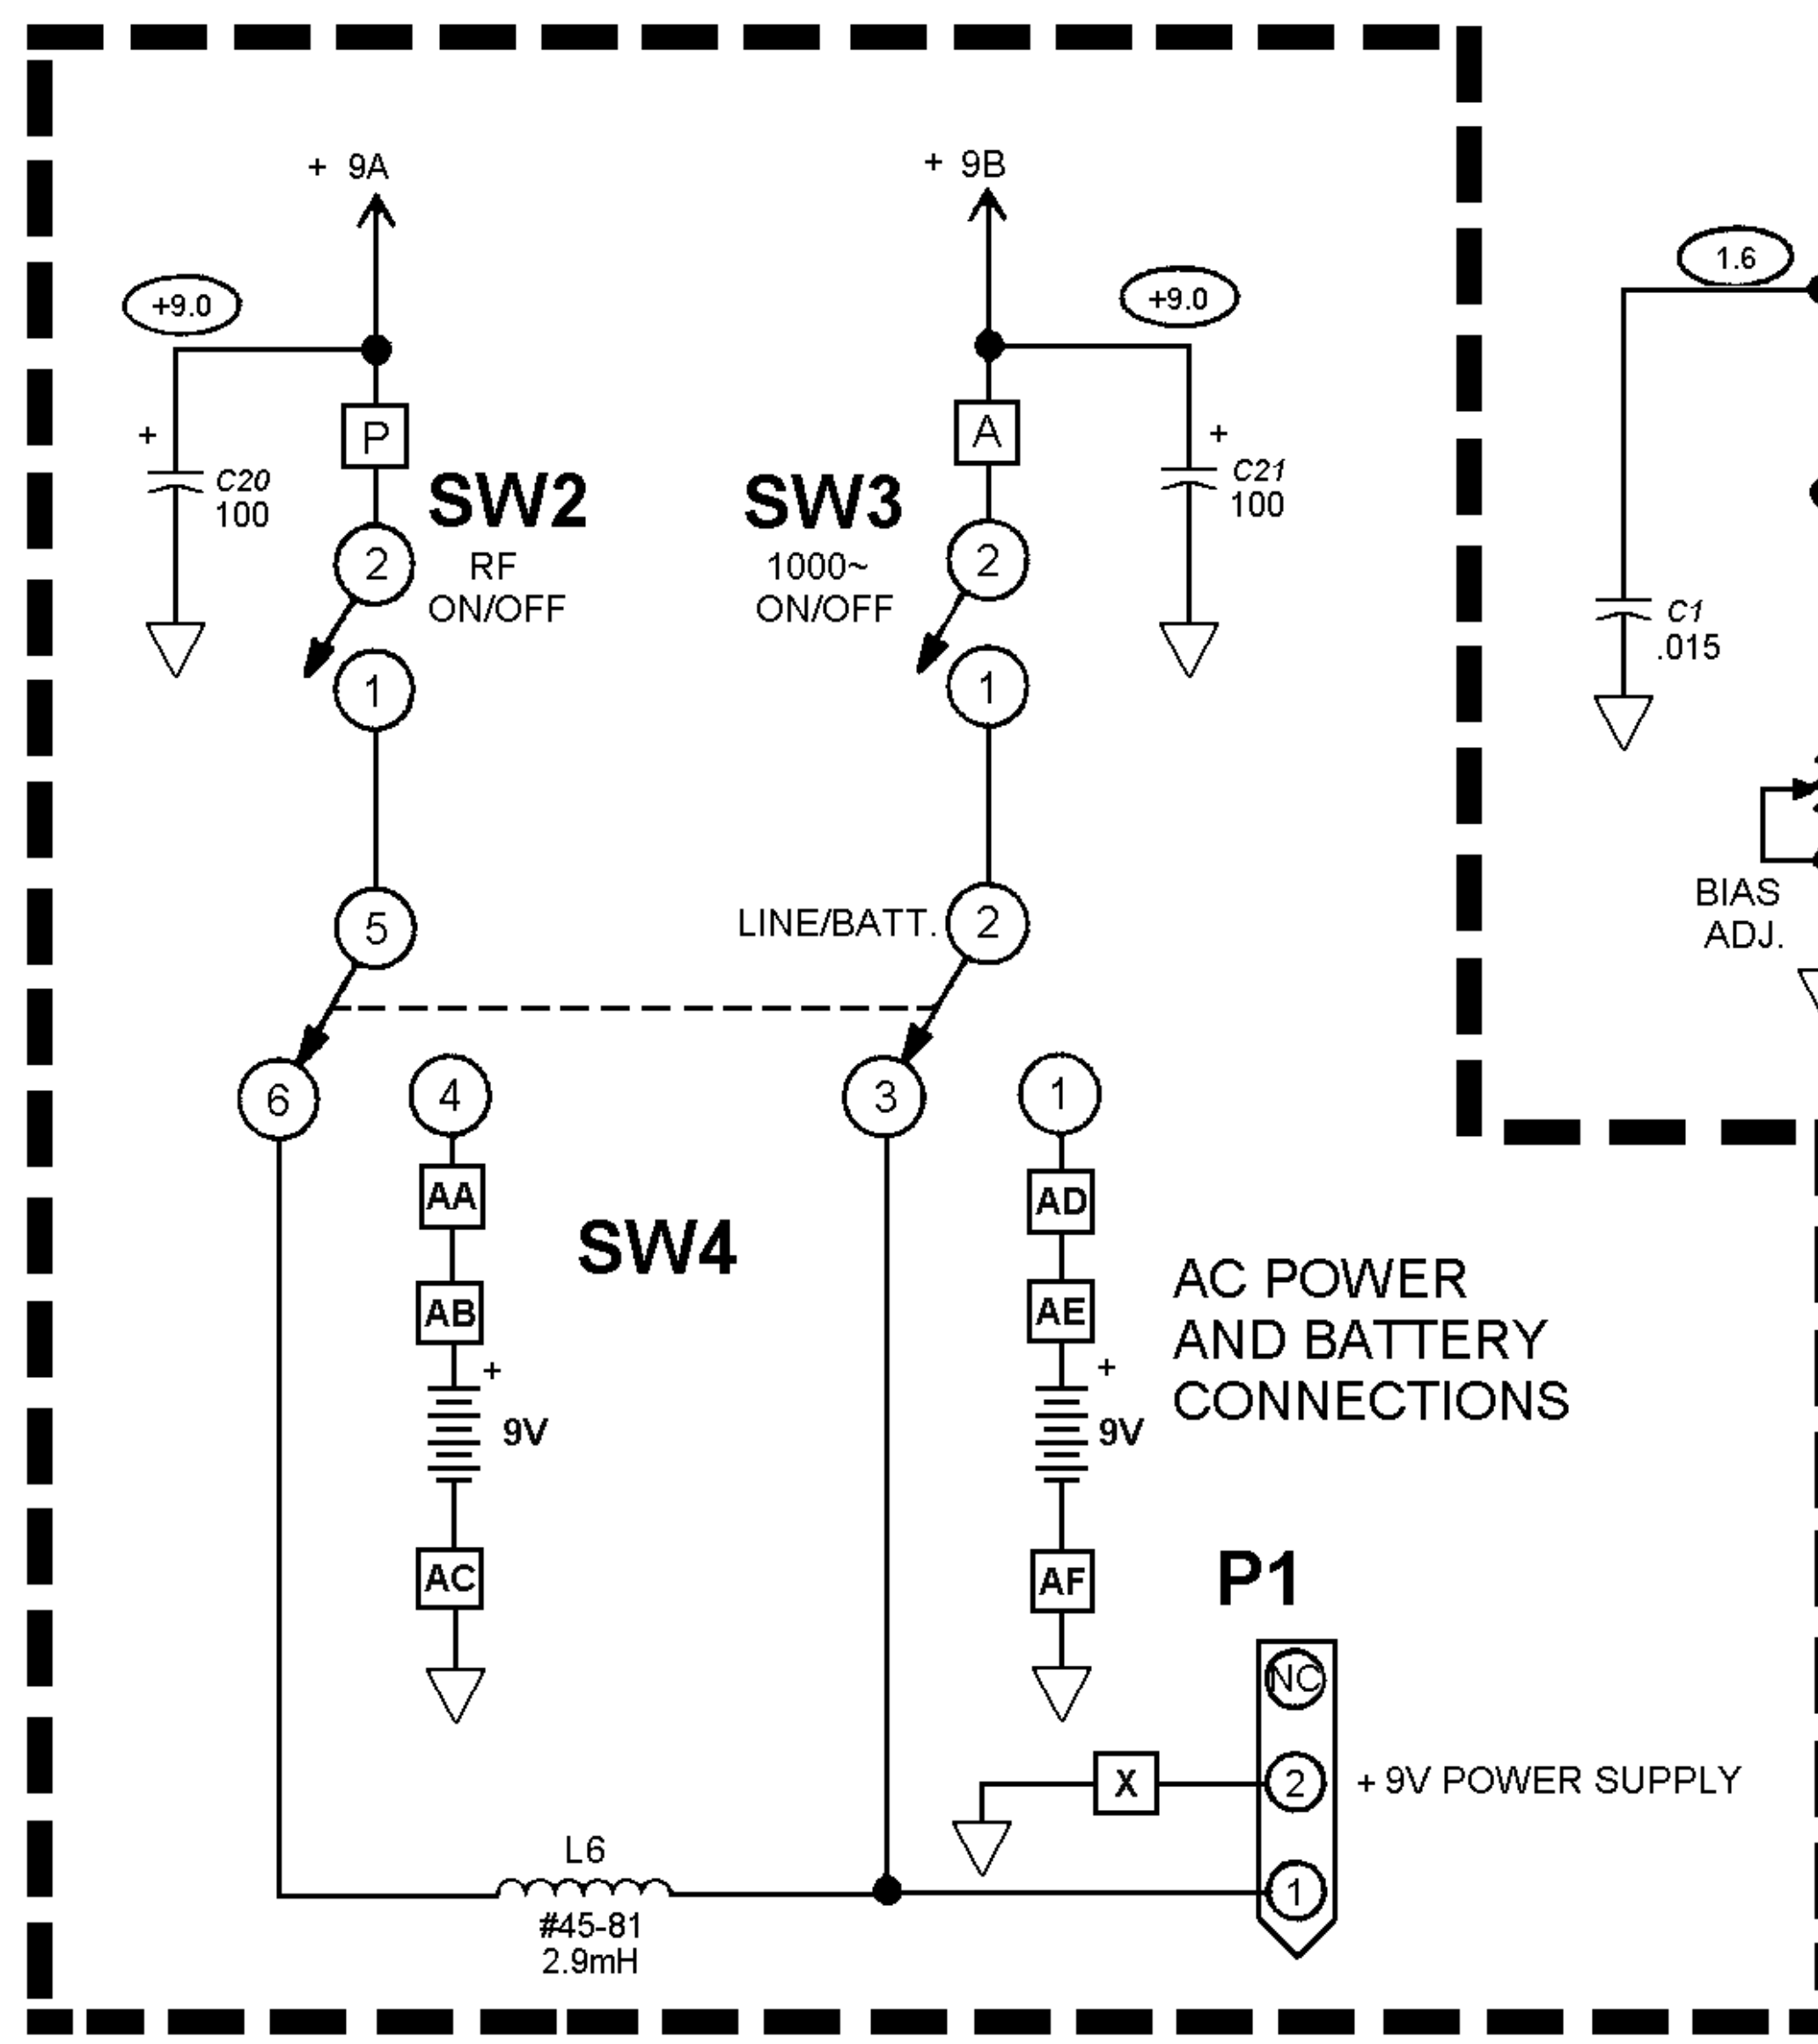 + 9A
+ 9B
1.6
+9.0
+9.0
P
A
+
+
C20
100
SW2
SW3
C21
100
2
RF
ON/OFF
1000~
ON/OFF
2
C1
.015
1
1
5
LINE/BATT.
2
BIAS
ADJ.
6
4
3
1
AA
AD
SW4
AB
AE
AC POWER
AND BATTERY
CONNECTIONS
+
9V
+
9V
AC
AF
P1
NC
X
2
+ 9V POWER SUPPLY
L6
1
#45-81
2.9mH